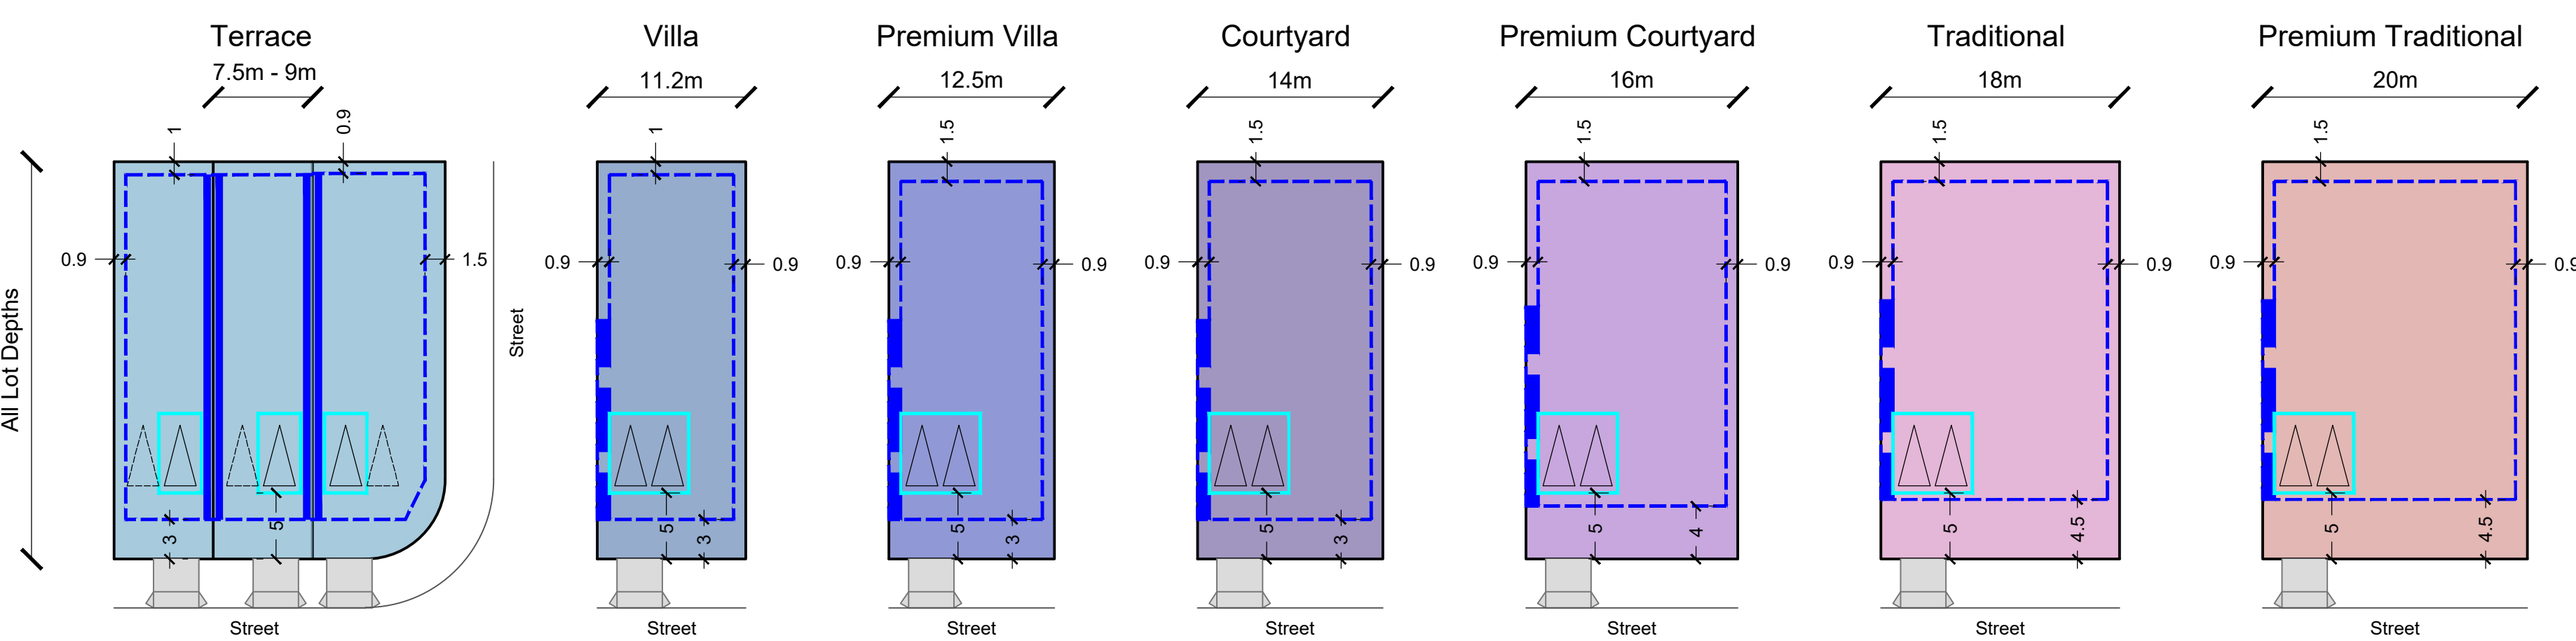 Terrace
7.5m - 9m
1
0.9
0.9
1.5
All Lot Depths
Street
3
5
Street
Villa
11.2m
1
0.9
0.9
5
3
Street
Premium Villa
12.5m
1.5
0.9
0.9
5
3
Street
Courtyard
14m
1.5
0.9
0.9
5
3
Street
Premium Courtyard
16m
1.5
0.9
0.9
5
4
Street
Traditional
18m
1.5
0.9
0.9
5
4.5
Street
Premium Traditional
20m
1.5
0.9
0.9
5
4.5
Street